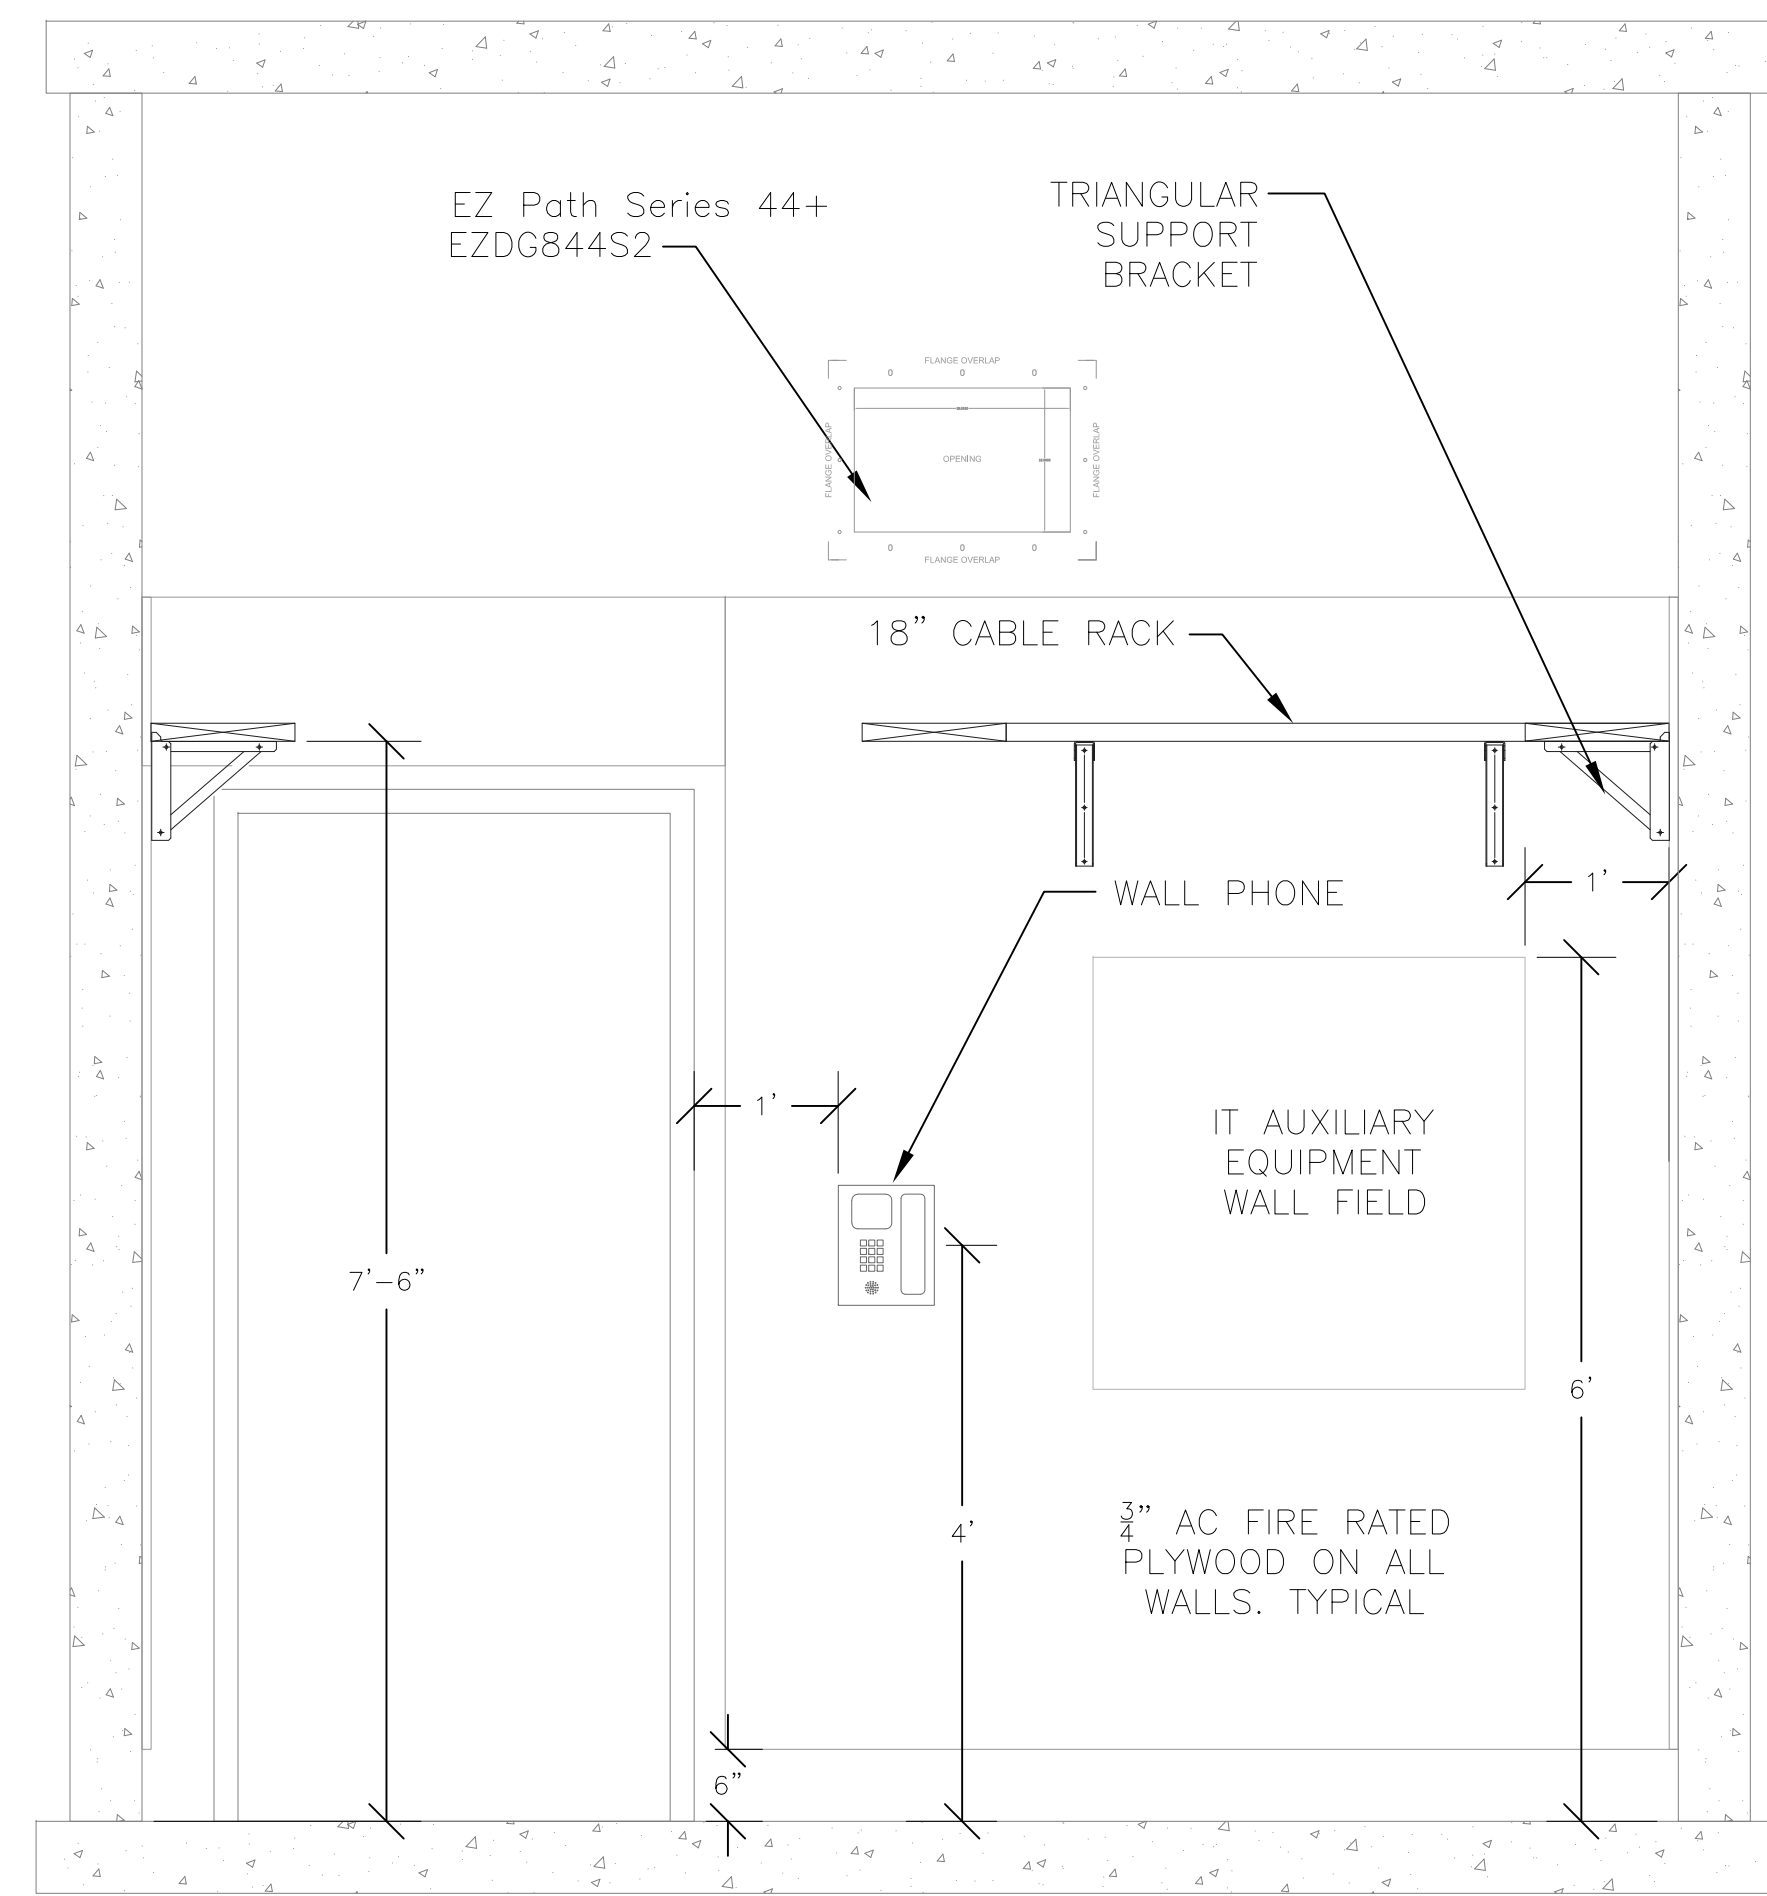 EZ Path Series 44+
EZDG844S2
TRIANGULAR
SUPPORT
BRACKET
FLANGE OVERLAP
FLANGE OVERLAP
OPENING
FLANGE OVERLAP
FLANGE OVERLAP
18” CABLE RACK
1'
WALL PHONE
1'
IT AUXILIARY
EQUIPMENT
WALL FIELD
7'-6”
6'
3/4” AC FIRE RATED
PLYWOOD ON ALL
WALLS. TYPICAL
4'
6”